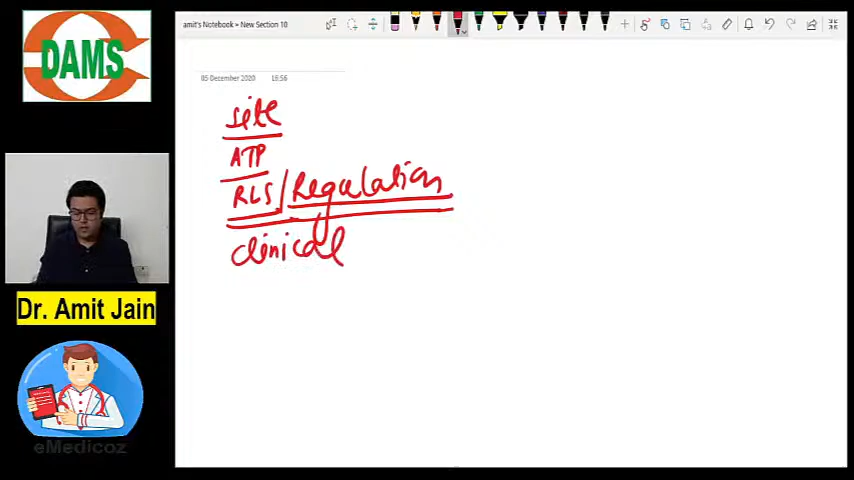 amit's Notebook > New Section 10
DAMS
05 December 2020 16:56
site
ATP
RLS/Regulation
clinical
Dr. Amit Jain
eMedicoz